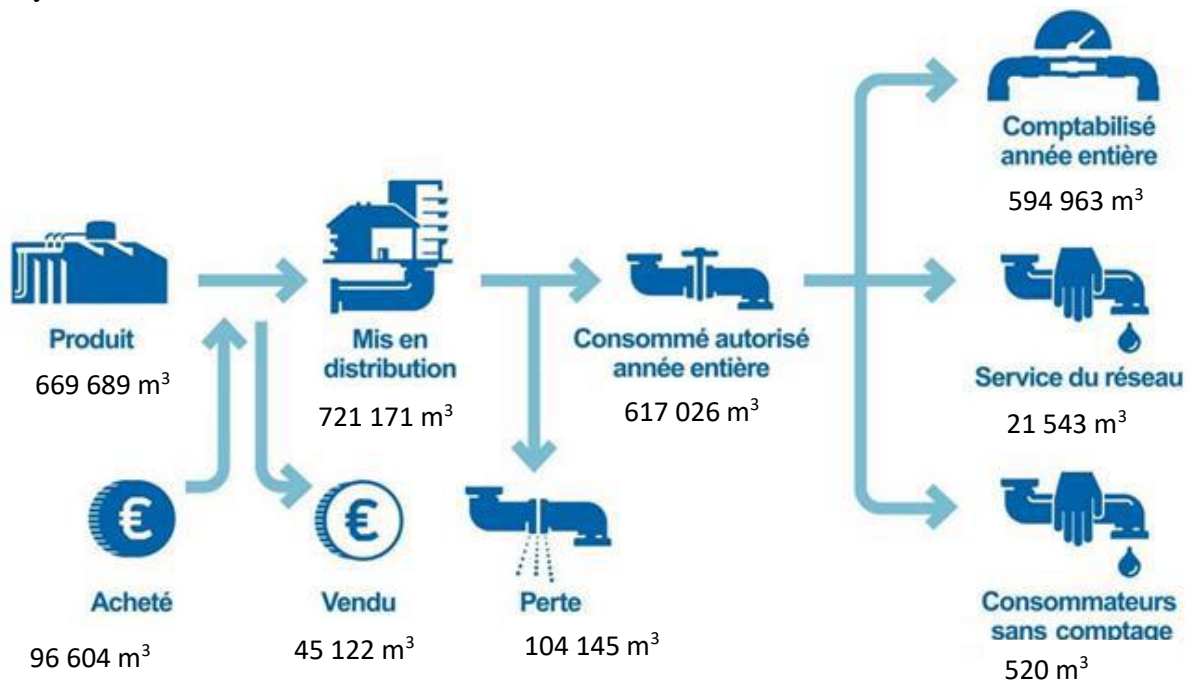 Comptabilisé
année entière
594 963 m³
Produit
669 689 m³
Mis en
distribution
721 171 m³
Consommé autorisé
année entière
617 026 m³
Service du réseau
21 543 m³
€
Acheté
96 604 m³
€
Vendu
45 122 m³
Perte
104 145 m³
Consommateurs
sans comptage
520 m³